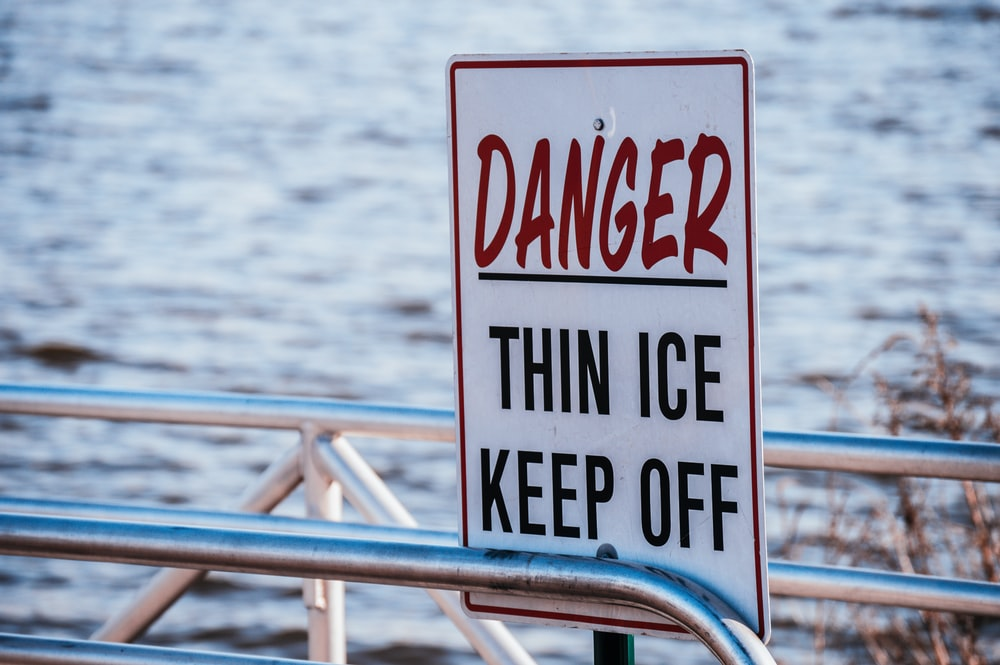 DANGER
THIN ICE
KEEP OFF